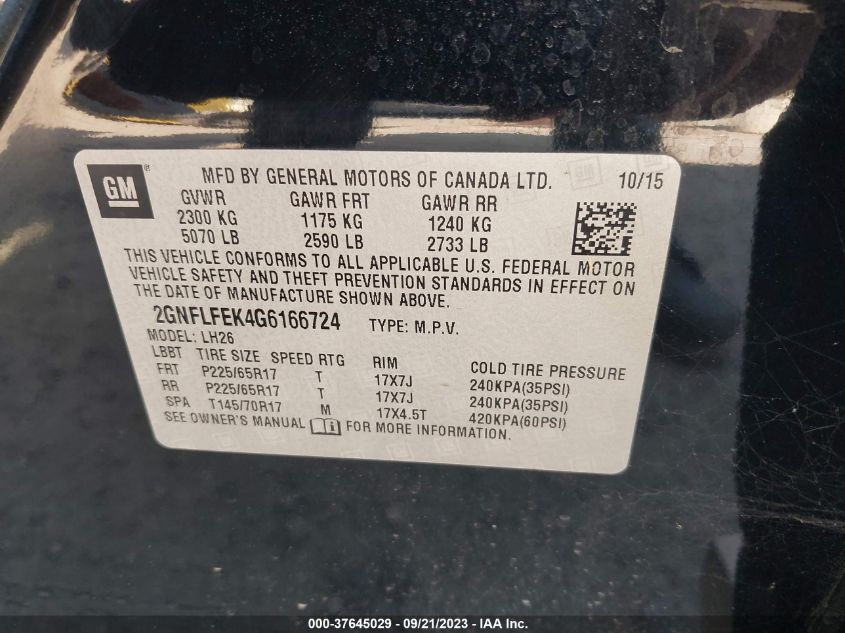 GM ® MFD BY GENERAL MOTORS OF CANADA LTD. 10/15
GVWR GAWR FRT GAWR RR
2300 KG 1175 KG 1240 KG
5070 LB 2590 LB 2733 LB
THIS VEHICLE CONFORMS TO ALL APPLICABLE U.S. FEDERAL MOTOR
VEHICLE SAFETY AND THEFT PREVENTION STANDARDS IN EFFECT ON
THE DATE OF MANUFACTURE SHOWN ABOVE.
2GNFLFEK4G6166724 TYPE: M.P.V.
MODEL: LH26
LBBT TIRE SIZE SPEED RTG RIM COLD TIRE PRESSURE
FRT P225/65R17 T 17X7J 240KPA(35PSI)
RR P225/65R17 T 17X7J 240KPA(35PSI)
SPA T145/70R17 M 17X4.5T 420KPA(60PSI)
SEE OWNER'S MANUAL i FOR MORE INFORMATION.
000-37645029 - 09/21/2023 - IAA Inc.